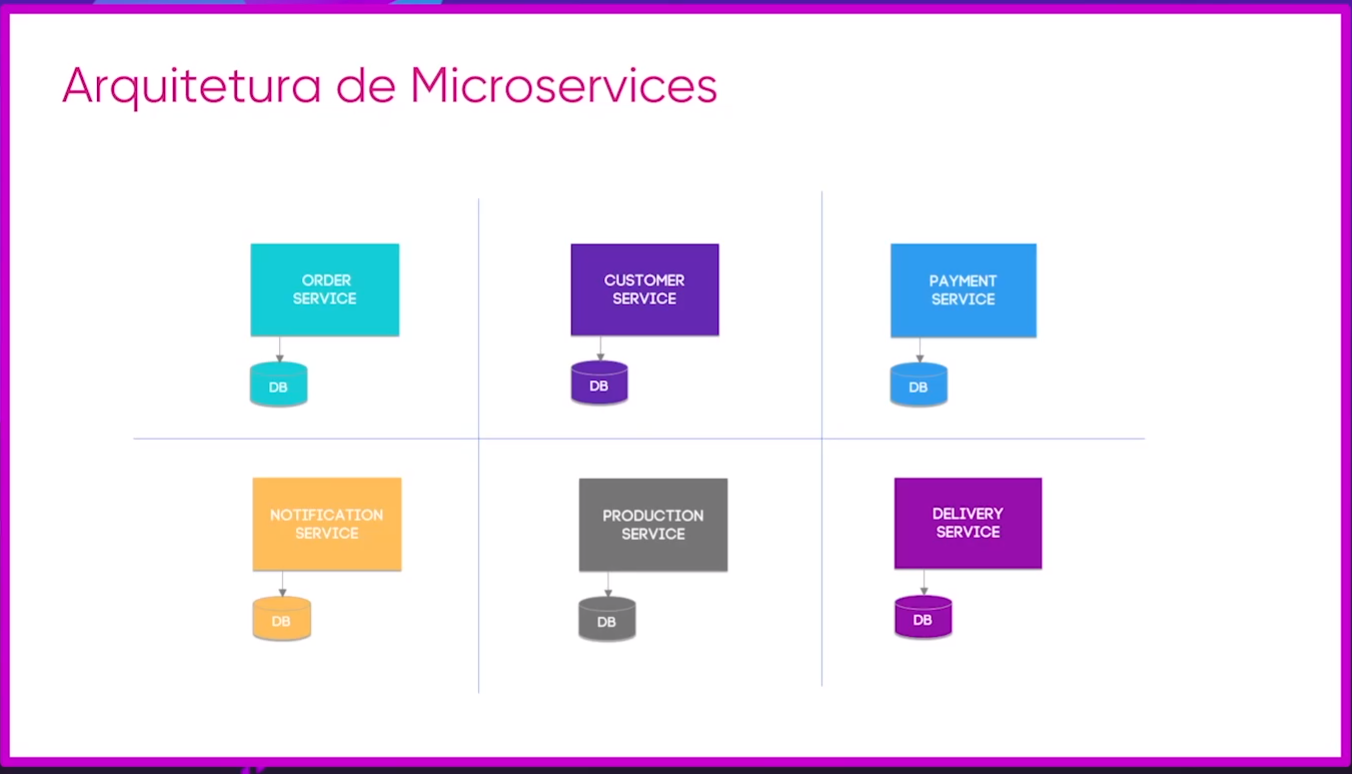 Arquitetura de Microservices
ORDER
SERVICE
DB
CUSTOMER
SERVICE
DB
PAYMENT
SERVICE
DB
NOTIFICATION
SERVICE
DB
PRODUCTION
SERVICE
DB
DELIVERY
SERVICE
DB